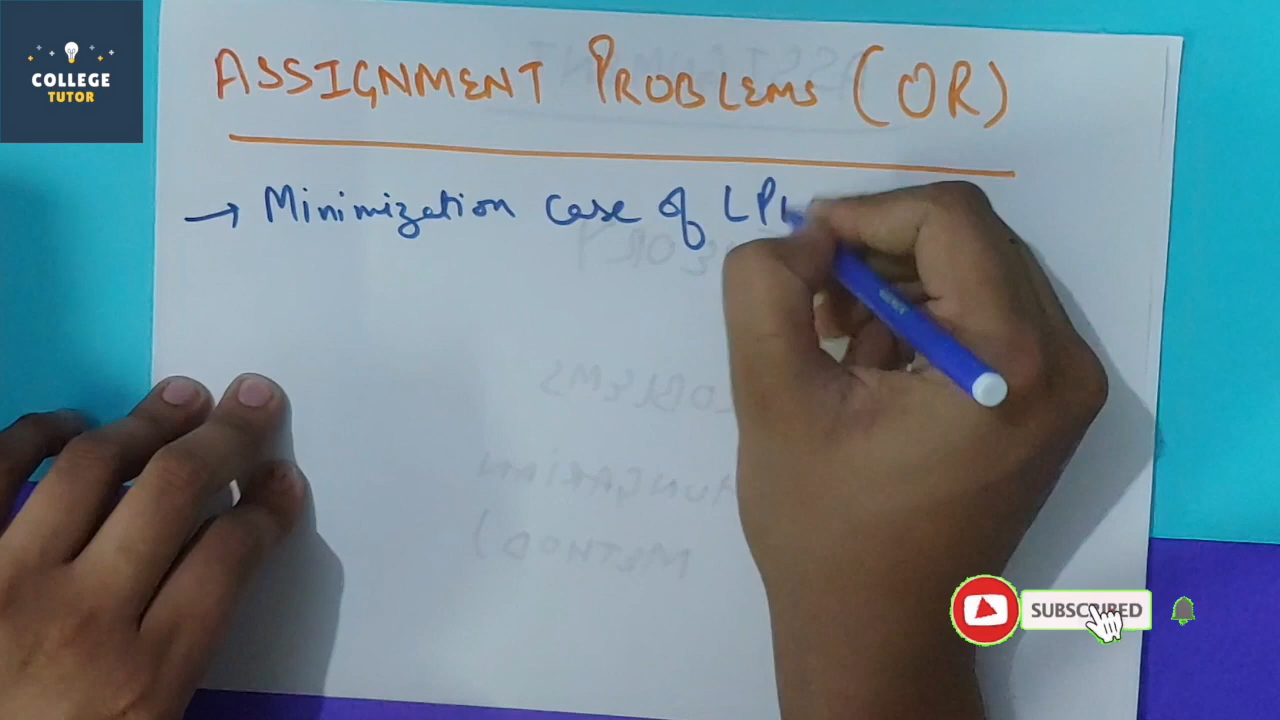 COLLEGE
TUTOR
ASSIGNMENT PROBLEMS (OR)
→ Minimization case of LP
SUBSCRIBED